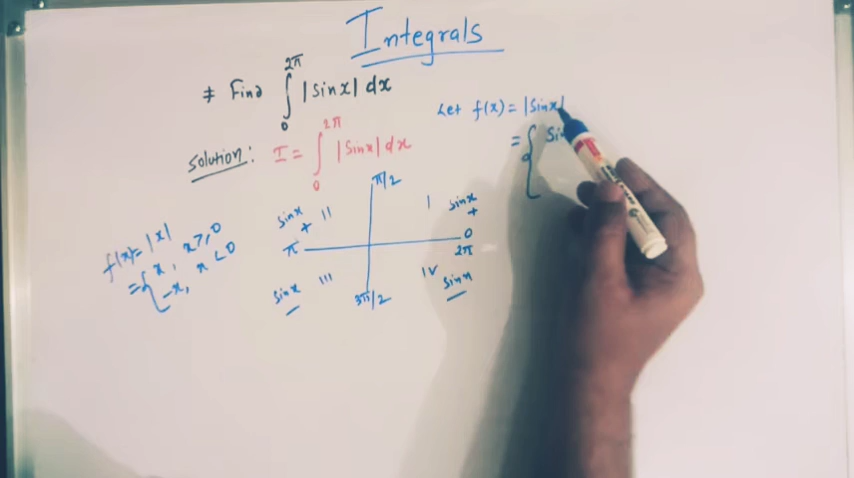 Integrals
# Find ∫₀^2π |Sinx| dx
Solution: I = ∫₀^2π |Sinx| dx
Let f(x) = |Sinx|
= { Sin
f(x) = |x|
= { x, x ≥ 0
-x, x < 0
π/2
sinx + II
I sinx +
π
0
2π
sinx – III
IV sinx –
3π/2